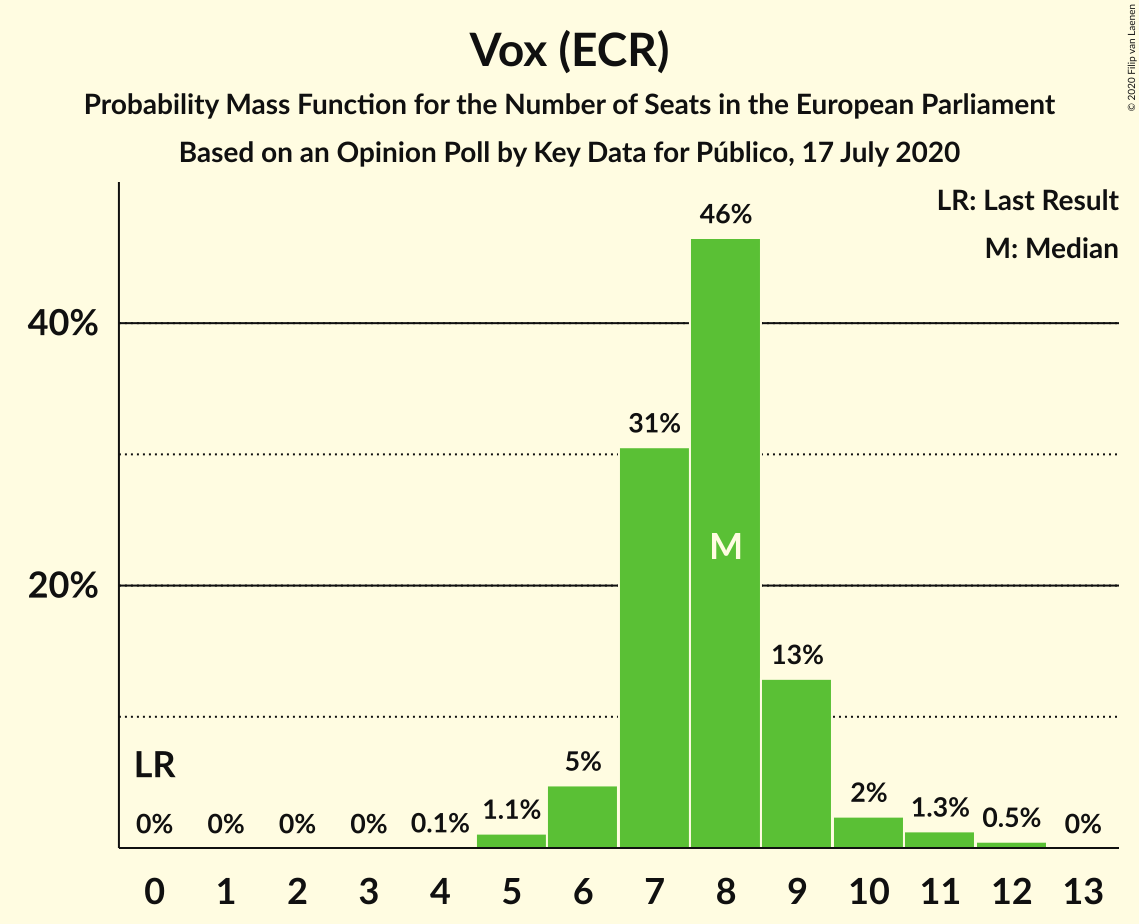 Vox (ECR)
Probability Mass Function for the Number of Seats in the European Parliament
Based on an Opinion Poll by Key Data for Público, 17 July 2020
© 2020 Filip van Laenen
LR: Last Result
M: Median
46%
40%
31%
M
20%
13%
LR
5%
2%
1.1%
1.3%
0.5%
0% 0% 0% 0% 0.1% 0%
0 1 2 3 4 5 6 7 8 9 10 11 12 13